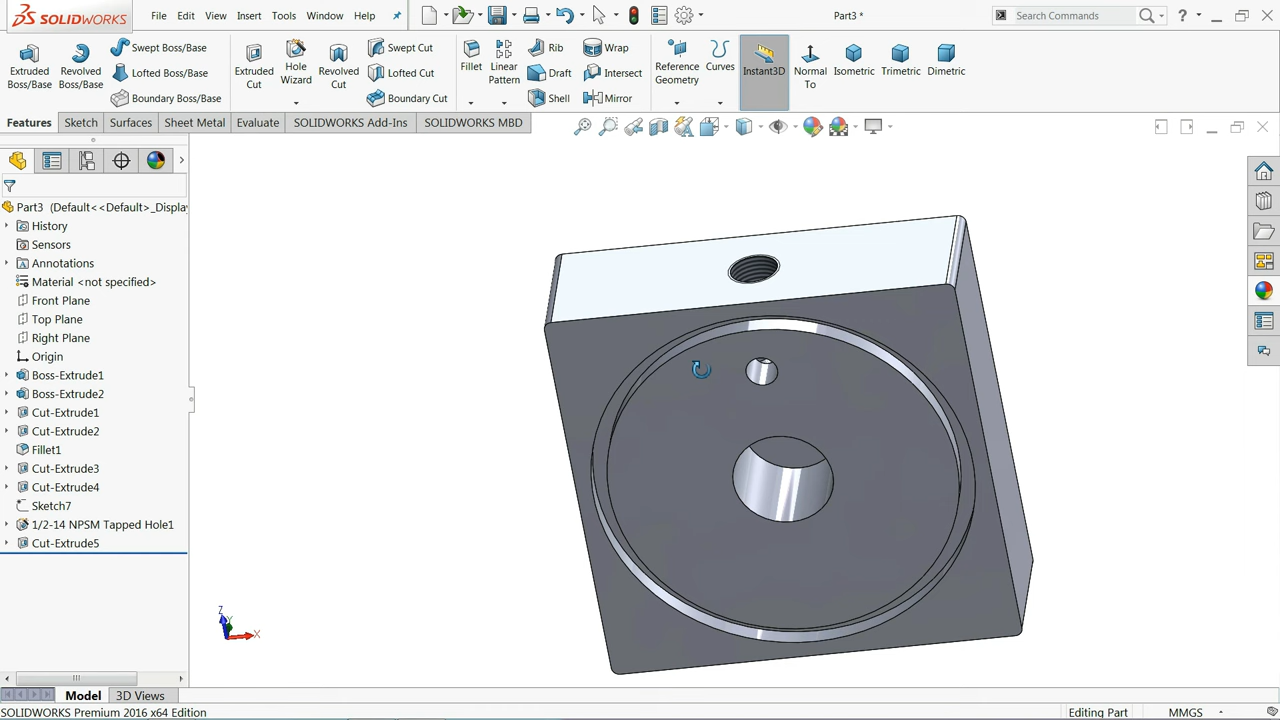 SOLIDWORKS
File Edit View Insert Tools Window Help
Part3 *
Search Commands
?
Extruded Boss/Base
Revolved Boss/Base
Swept Boss/Base
Lofted Boss/Base
Boundary Boss/Base
Extruded Cut
Hole Wizard
Revolved Cut
Swept Cut
Lofted Cut
Boundary Cut
Fillet
Linear Pattern
Rib
Draft
Shell
Wrap
Intersect
Mirror
Reference Geometry
Curves
Instant3D
Normal To
Isometric
Trimetric
Dimetric
Features Sketch Surfaces Sheet Metal Evaluate SOLIDWORKS Add-Ins SOLIDWORKS MBD
Part3 (Default<<Default>_Display
History
Sensors
Annotations
Material <not specified>
Front Plane
Top Plane
Right Plane
Origin
Boss-Extrude1
Boss-Extrude2
Cut-Extrude1
Cut-Extrude2
Fillet1
Cut-Extrude3
Cut-Extrude4
Sketch7
1/2-14 NPSM Tapped Hole1
Cut-Extrude5
Z
X
Model 3D Views
SOLIDWORKS Premium 2016 x64 Edition
Editing Part
MMGS